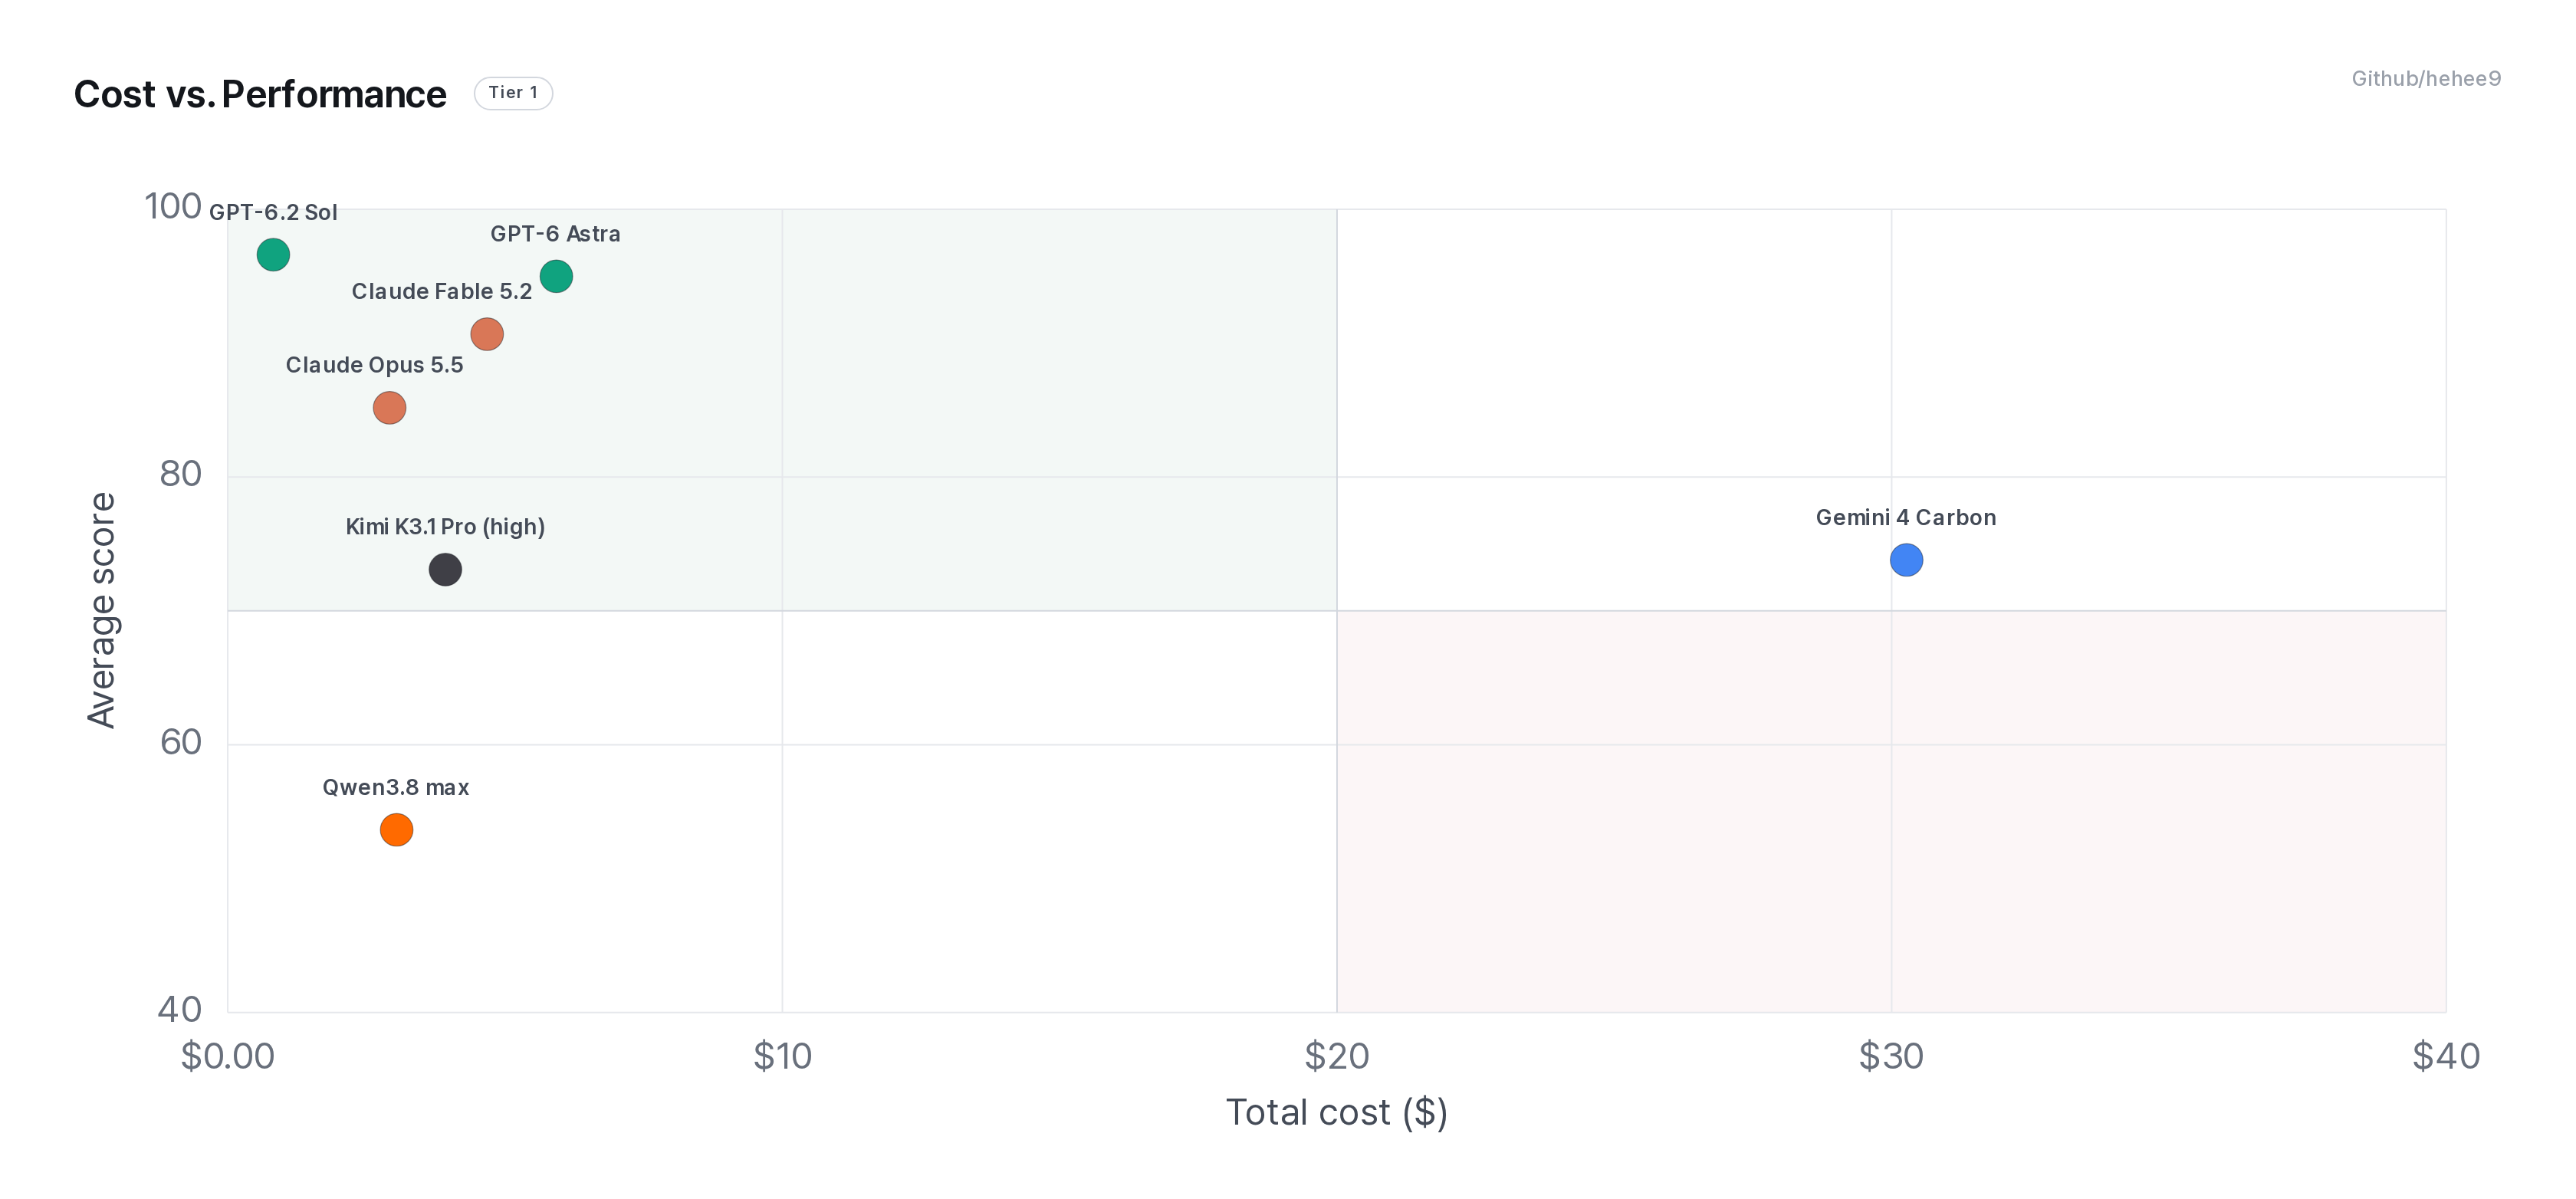 Cost vs. Performance
Tier 1
Github/hehee9
100
GPT-6.2 Sol
GPT-6 Astra
Claude Fable 5.2
Claude Opus 5.5
80
Kimi K3.1 Pro (high)
Gemini 4 Carbon
Average score
60
Qwen3.8 max
40
$0.00
$10
$20
$30
$40
Total cost ($)